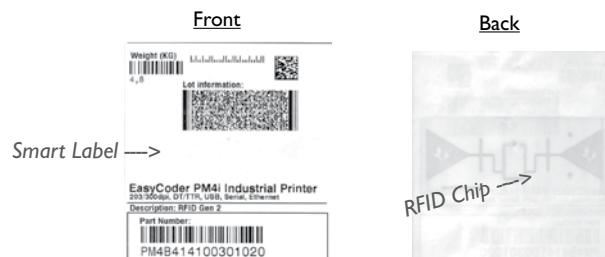 Front
Back
Weight (KG)
4,8
Lot information:
Smart Label ---->
RFID Chip ---->
EasyCoder PM4i Industrial Printer
203/300dpi, DT/TTR, USB, Serial, Ethernet
Description: RFID Gen 2
Part Number:
PM4B414100301020